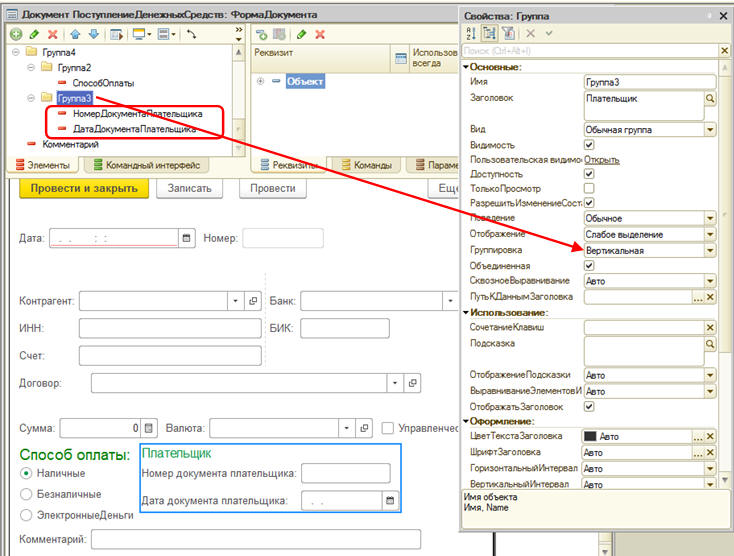 Документ ПоступлениеДенежныхСредств: ФормаДокумента
Группа4
Группа2
СпособОплаты
Группа3
НомерДокументаПлательщика
ДатаДокументаПлательщика
Комментарий
Элементы
Командный интерфейс
Реквизит
Использо
всегда
Объект
Реквизиты
Команды
Параме
Провести и закрыть
Записать
Провести
Еще
Дата:
. . : :
Номер:
Контрагент:
Банк:
ИНН:
БИК:
Счет:
Договор:
Сумма:
0
Валюта:
Управленчес
Способ оплаты:
Наличные
Безналичные
ЭлектронныеДеньги
Плательщик
Номер документа плательщика:
Дата документа плательщика:
. .
Комментарий:
Свойства: Группа
Поиск (Ctrl+Alt+I)
Основные:
Имя
Группа3
Заголовок
Плательщик
Вид
Обычная группа
Видимость
Пользовательская видимос
Открыть
Доступность
ТолькоПросмотр
РазрешитьИзменениеСоста
Поведение
Обычное
Отображение
Слабое выделение
Группировка
Вертикальная
Объединенная
СквозноеВыравнивание
Авто
ПутьКДаннымЗаголовка
Использование:
СочетаниеКлавиш
Подсказка
ОтображениеПодсказки
Авто
ВыравниваниеЭлементовИ
Авто
ОтображатьЗаголовок
Оформление:
ЦветТекстаЗаголовка
Авто
ШрифтЗаголовка
Авто
ГоризонтальныйИнтервал
Авто
ВертикальныйИнтервал
Авто
Имя объекта
Имя, Name